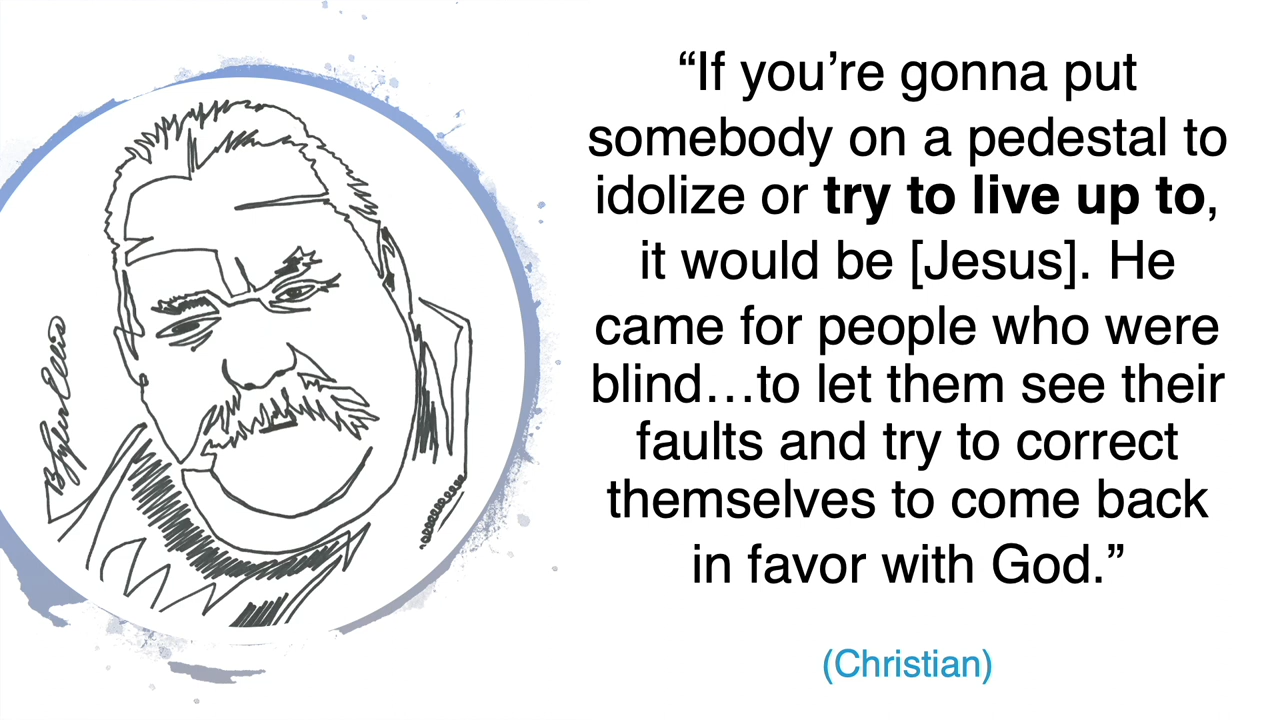 “If you’re gonna put
somebody on a pedestal to
idolize or try to live up to,
it would be [Jesus]. He
came for people who were
blind…to let them see their
faults and try to correct
themselves to come back
in favor with God.”
(Christian)
B Tyler Ellis